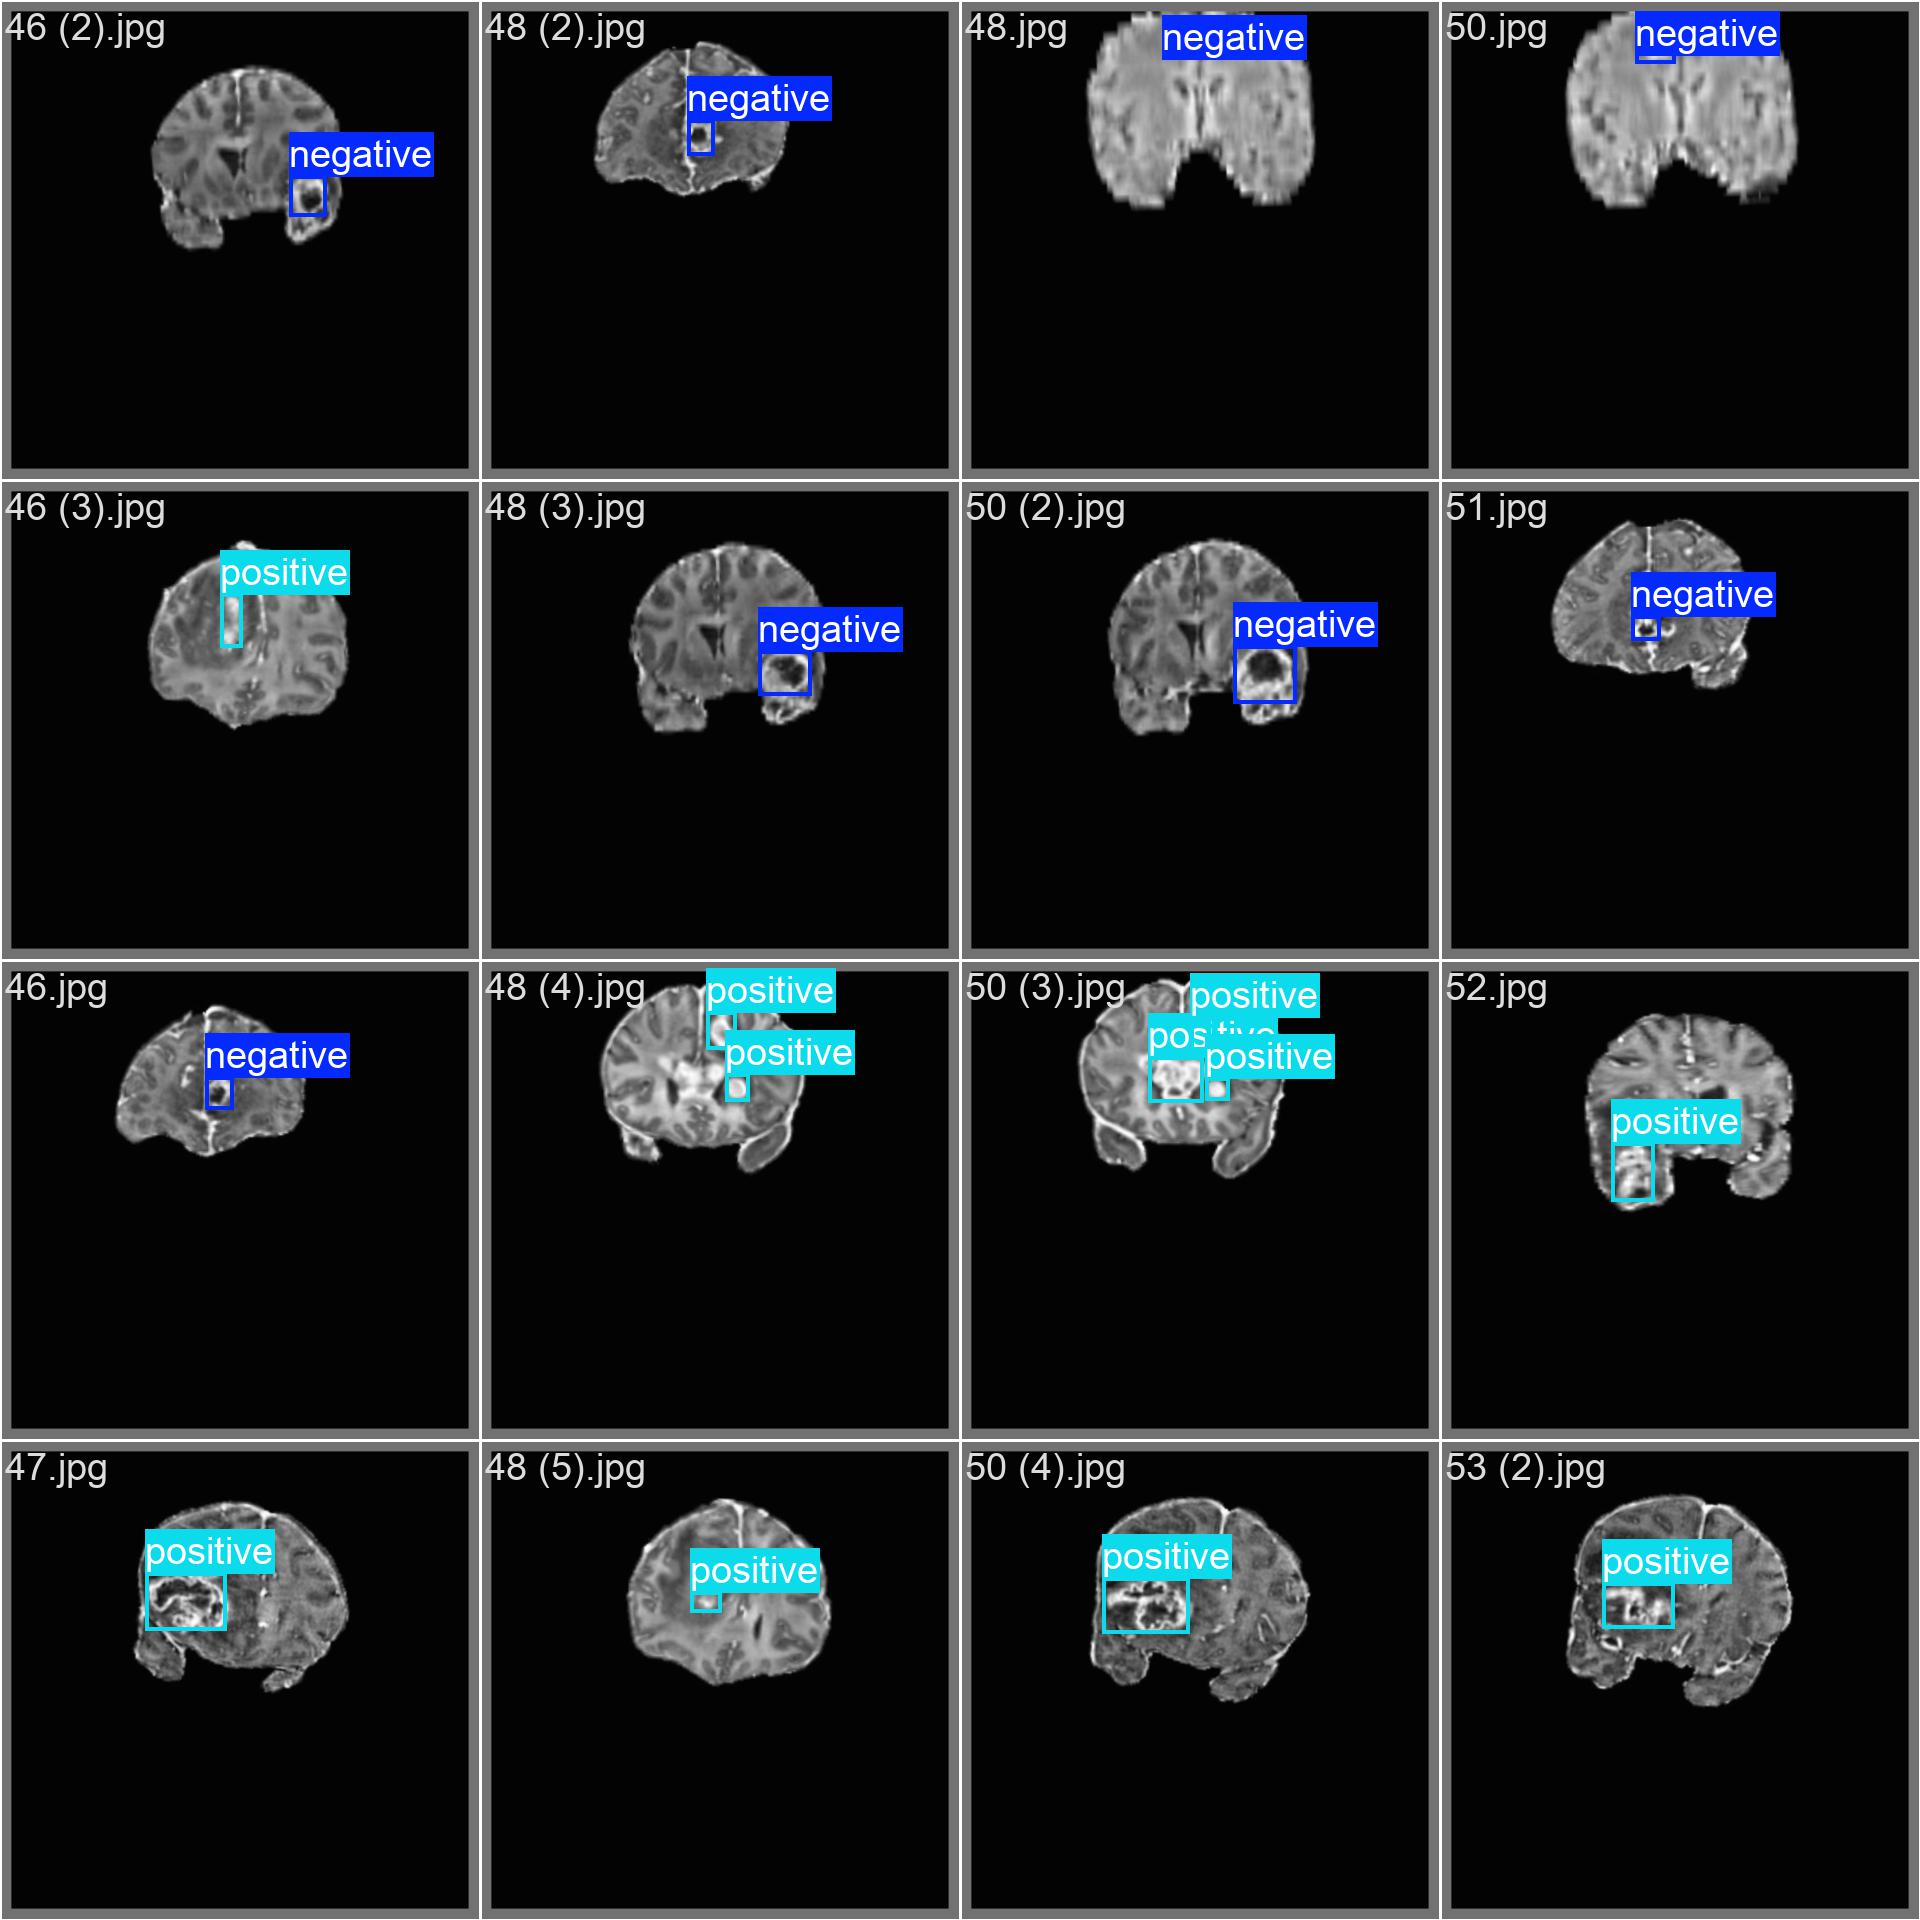 46 (2).jpg
negative
48 (2).jpg
negative
48.jpg
negative
50.jpg
negative
46 (3).jpg
positive
48 (3).jpg
negative
50 (2).jpg
negative
51.jpg
negative
46.jpg
negative
48 (4).jpg
positive
positive
50 (3).jpg
positive
positive
positive
52.jpg
positive
47.jpg
positive
48 (5).jpg
positive
50 (4).jpg
positive
53 (2).jpg
positive